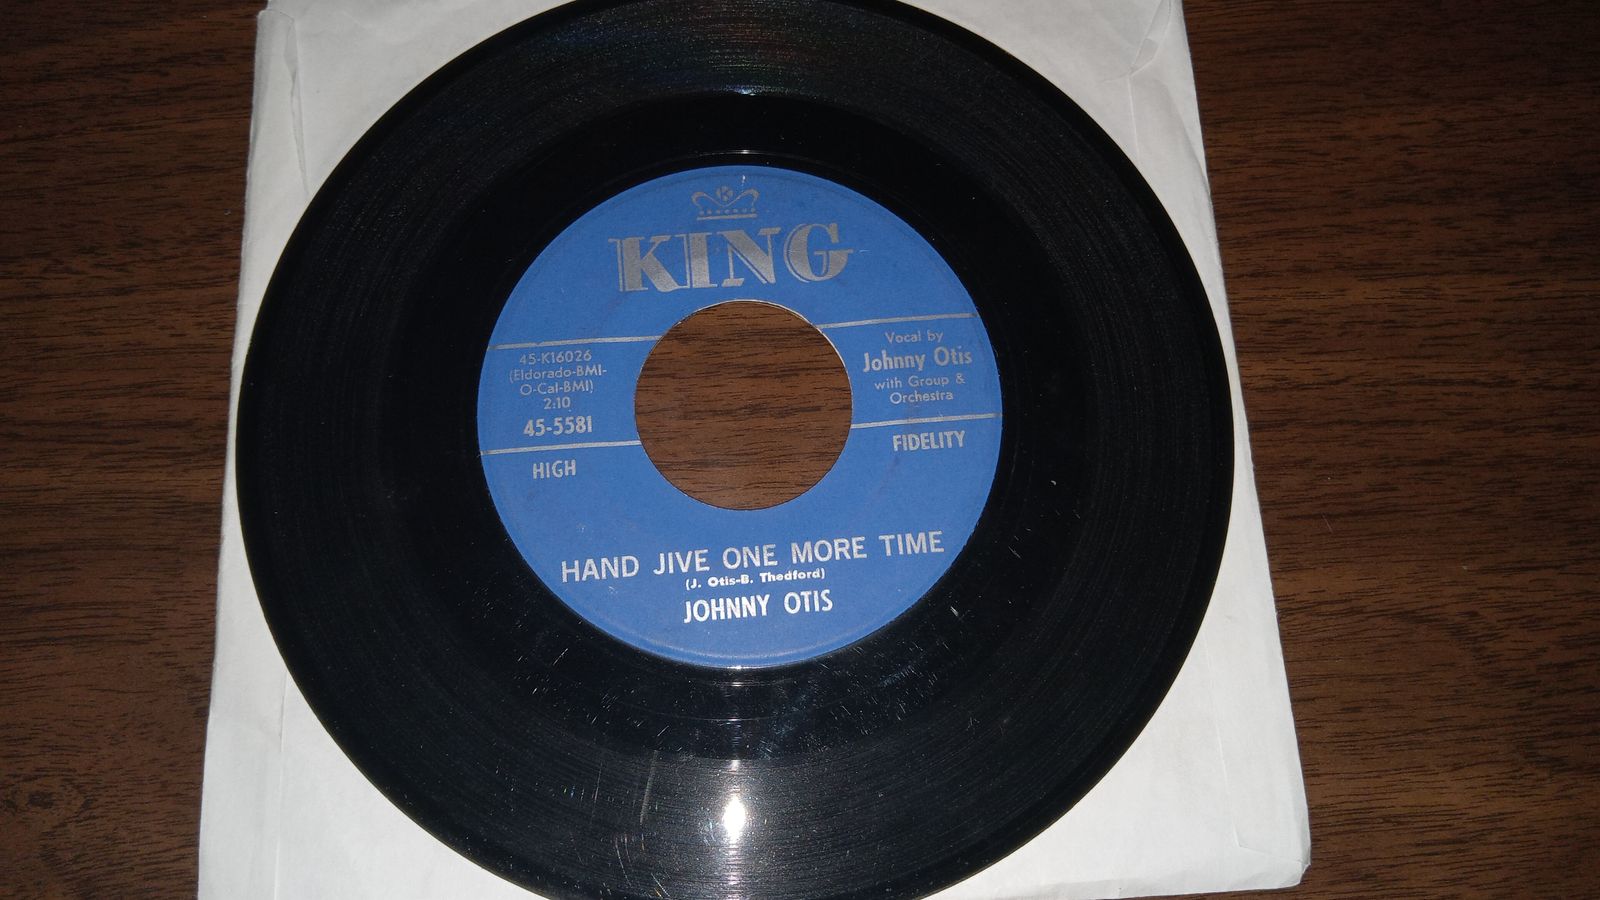 K
KING
45-K16026
(Eldorado-BMI-
O-Cal-BMI)
2:10
45-5581
HIGH
Vocal by
Johnny Otis
with Group &
Orchestra
FIDELITY
HAND JIVE ONE MORE TIME
(J. Otis-B. Thedford)
JOHNNY OTIS